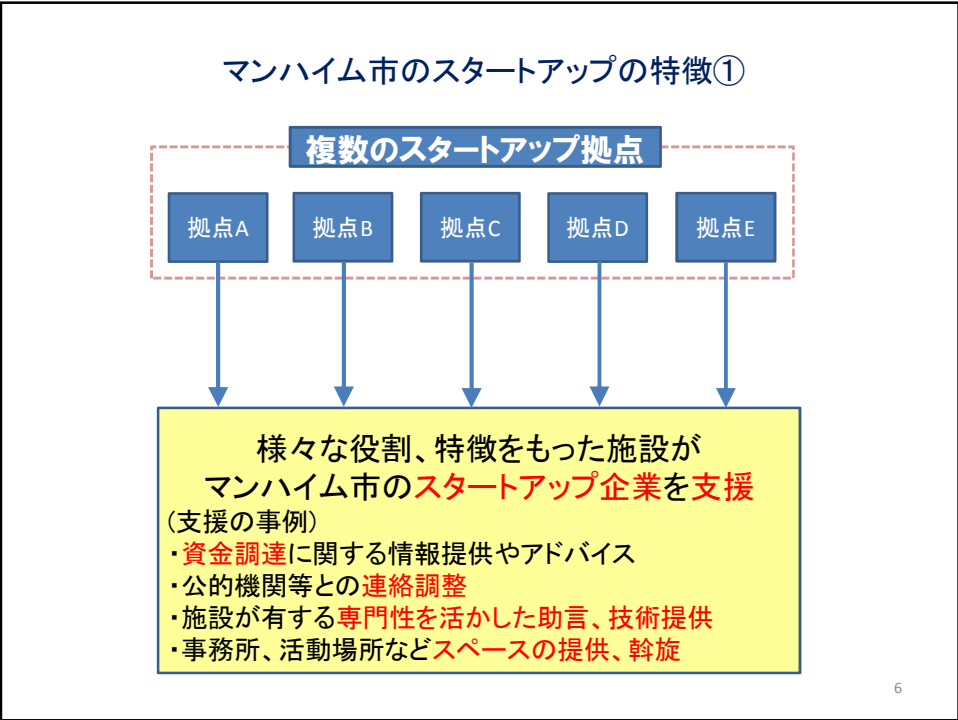 マンハイム市のスタートアップの特徴①
複数のスタートアップ拠点
拠点A
拠点B
拠点C
拠点D
拠点E
様々な役割、特徴をもった施設が
マンハイム市のスタートアップ企業を支援
(支援の事例)
・資金調達に関する情報提供やアドバイス
・公的機関等との連絡調整
・施設が有する専門性を活かした助言、技術提供
・事務所、活動場所などスペースの提供、斡旋
6